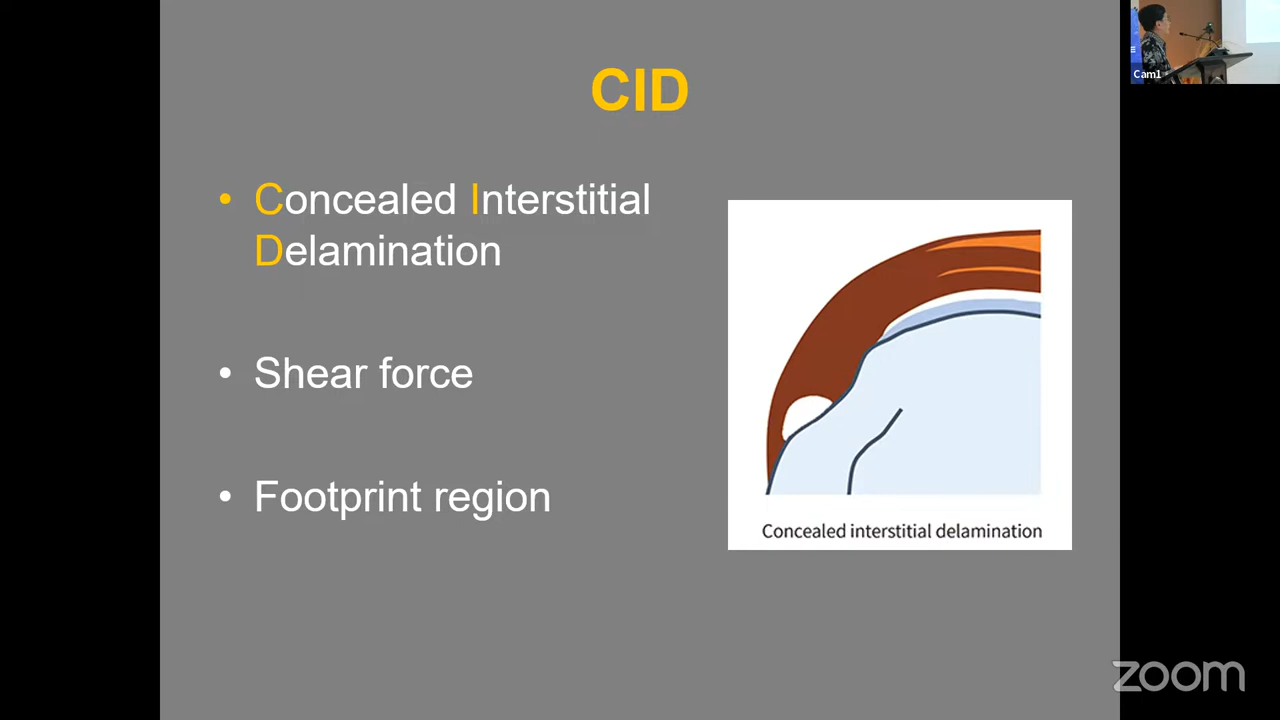 CID
• Concealed Interstitial
Delamination
• Shear force
• Footprint region
Concealed interstitial delamination
Cam1
zoom